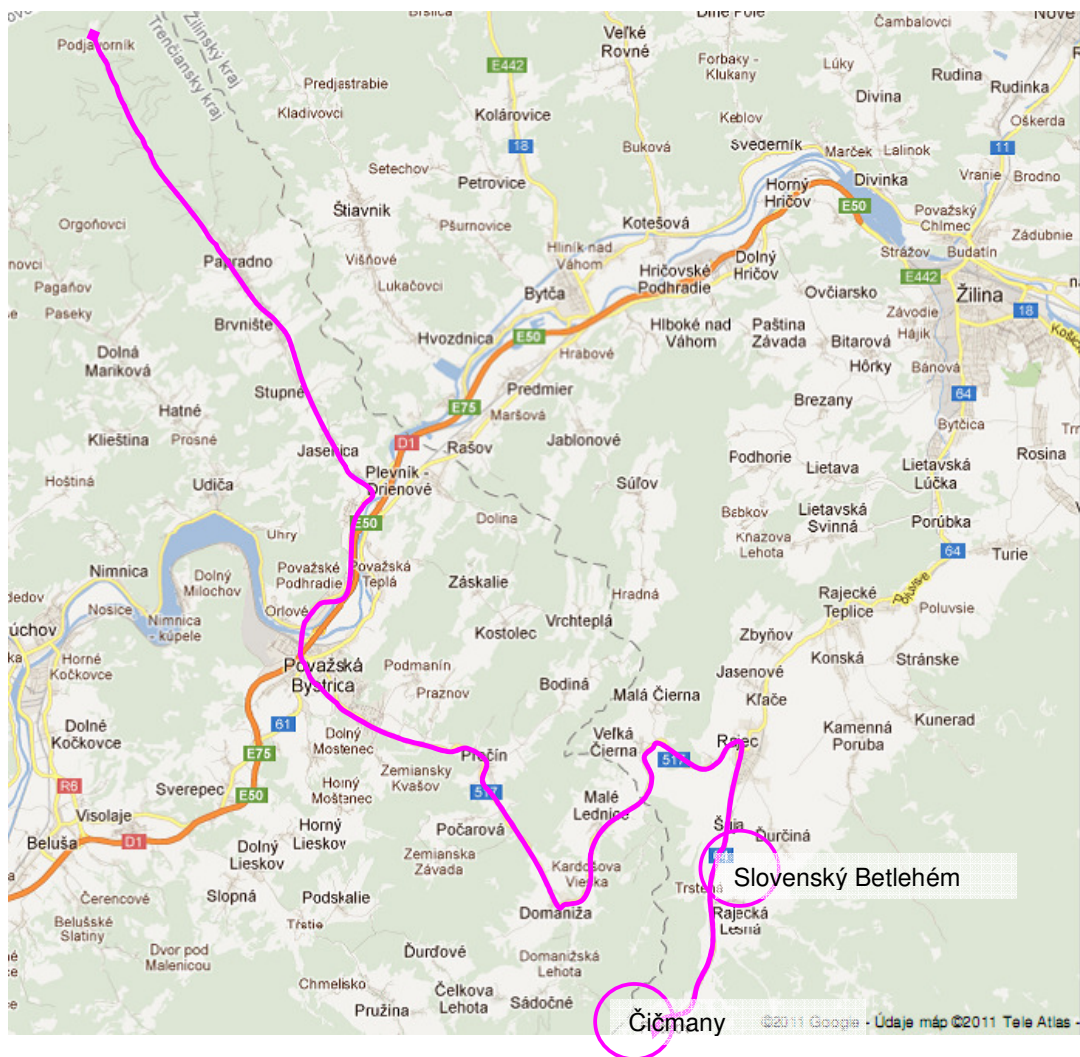 Podjavorník
Žilinský kraj
Trenčiansky kraj
Predjastrabie
Kladivovci
E442
Kolárovice
18
Veľké
Rovné
Forbaky -
Klukany
Lúky
Čambalovci
Nové
Rudina
Rudinka
Divina
Oškerda
Keblov
11
Setechov
Petrovice
Buková
Svederník
Marček
Lalinok
Vranie
Brodno
Horný
Hričov
Divinka
E50
Považský
Chlmec
Zádubnie
Štiavnik
Orgoňovci
Pšurnovice
Kotešová
Strážov
Budatín
Hliník nad
Váhom
Dolný
Hričov
E442
Papradno
Višňové
Hričovské
Podhradie
Pagaňov
Lukačovci
Bytča
Ovčiarsko
Žilina
Paseky
Brvnište
Závodie
18
Hvozdnica
E50
Hlboké nad
Váhom
Paština
Závada
Hájik
Bitarová
Dolná
Mariková
Hrabové
Hôrky
Bánová
Stupné
Predmier
Brezany
64
Hatné
E75
Maršová
Bytčica
Klieština
Prosné
Jasenica
D1
Rašov
Jablonové
Podhorie
Lietava
Lietavská
Lúčka
Rosina
Hoštiná
Udiča
Plevník -
Drienové
Súľov
Lietavská
Svinná
Porúbka
E50
Dolina
Kňazova
Lehota
64
Turie
Uhry
Nimnica
Dolný
Milochov
Považské
Podhradie
Považská
Teplá
Záskalie
Hradná
Rajecké
Teplice
Poluvsie
Nosice
Nimnica
- kúpele
Orlové
Vrchteplá
Kostolec
Zbyňov
Horné
Kočkovce
Považská
Bystrica
Podmanín
Konská
Stránske
Jasenové
Praznov
Bodiná
Malá Čierna
Kľače
Dolné
Kočkovce
61
Dolný
Mostenec
Veľká
Čierna
Rajec
Kamenná
Poruba
Kunerad
E75
Prečín
517
R6
Sverepec
E50
Horný
Moštenec
Zemiansky
Kvašov
517
Malé
Lednice
Visolaje
Beluša
D1
Horný
Lieskov
Počarová
Šuja
Ďurčiná
Dolný
Lieskov
Zemianska
Závada
Kardošova
Vieska
Slovenský Betlehém
Slopná
Podskalie
Trstená
Čerencové
Domaniža
Rajecká
Lesná
Belušské
Slatiny
Tŕstie
Dvor pod
Malenicou
Ďurďové
Domanižská
Lehota
Chmelisko
Čelkova
Lehota
Pružina
Sádočné
Čičmany
©2011 Google - Údaje máp ©2011 Tele Atlas -